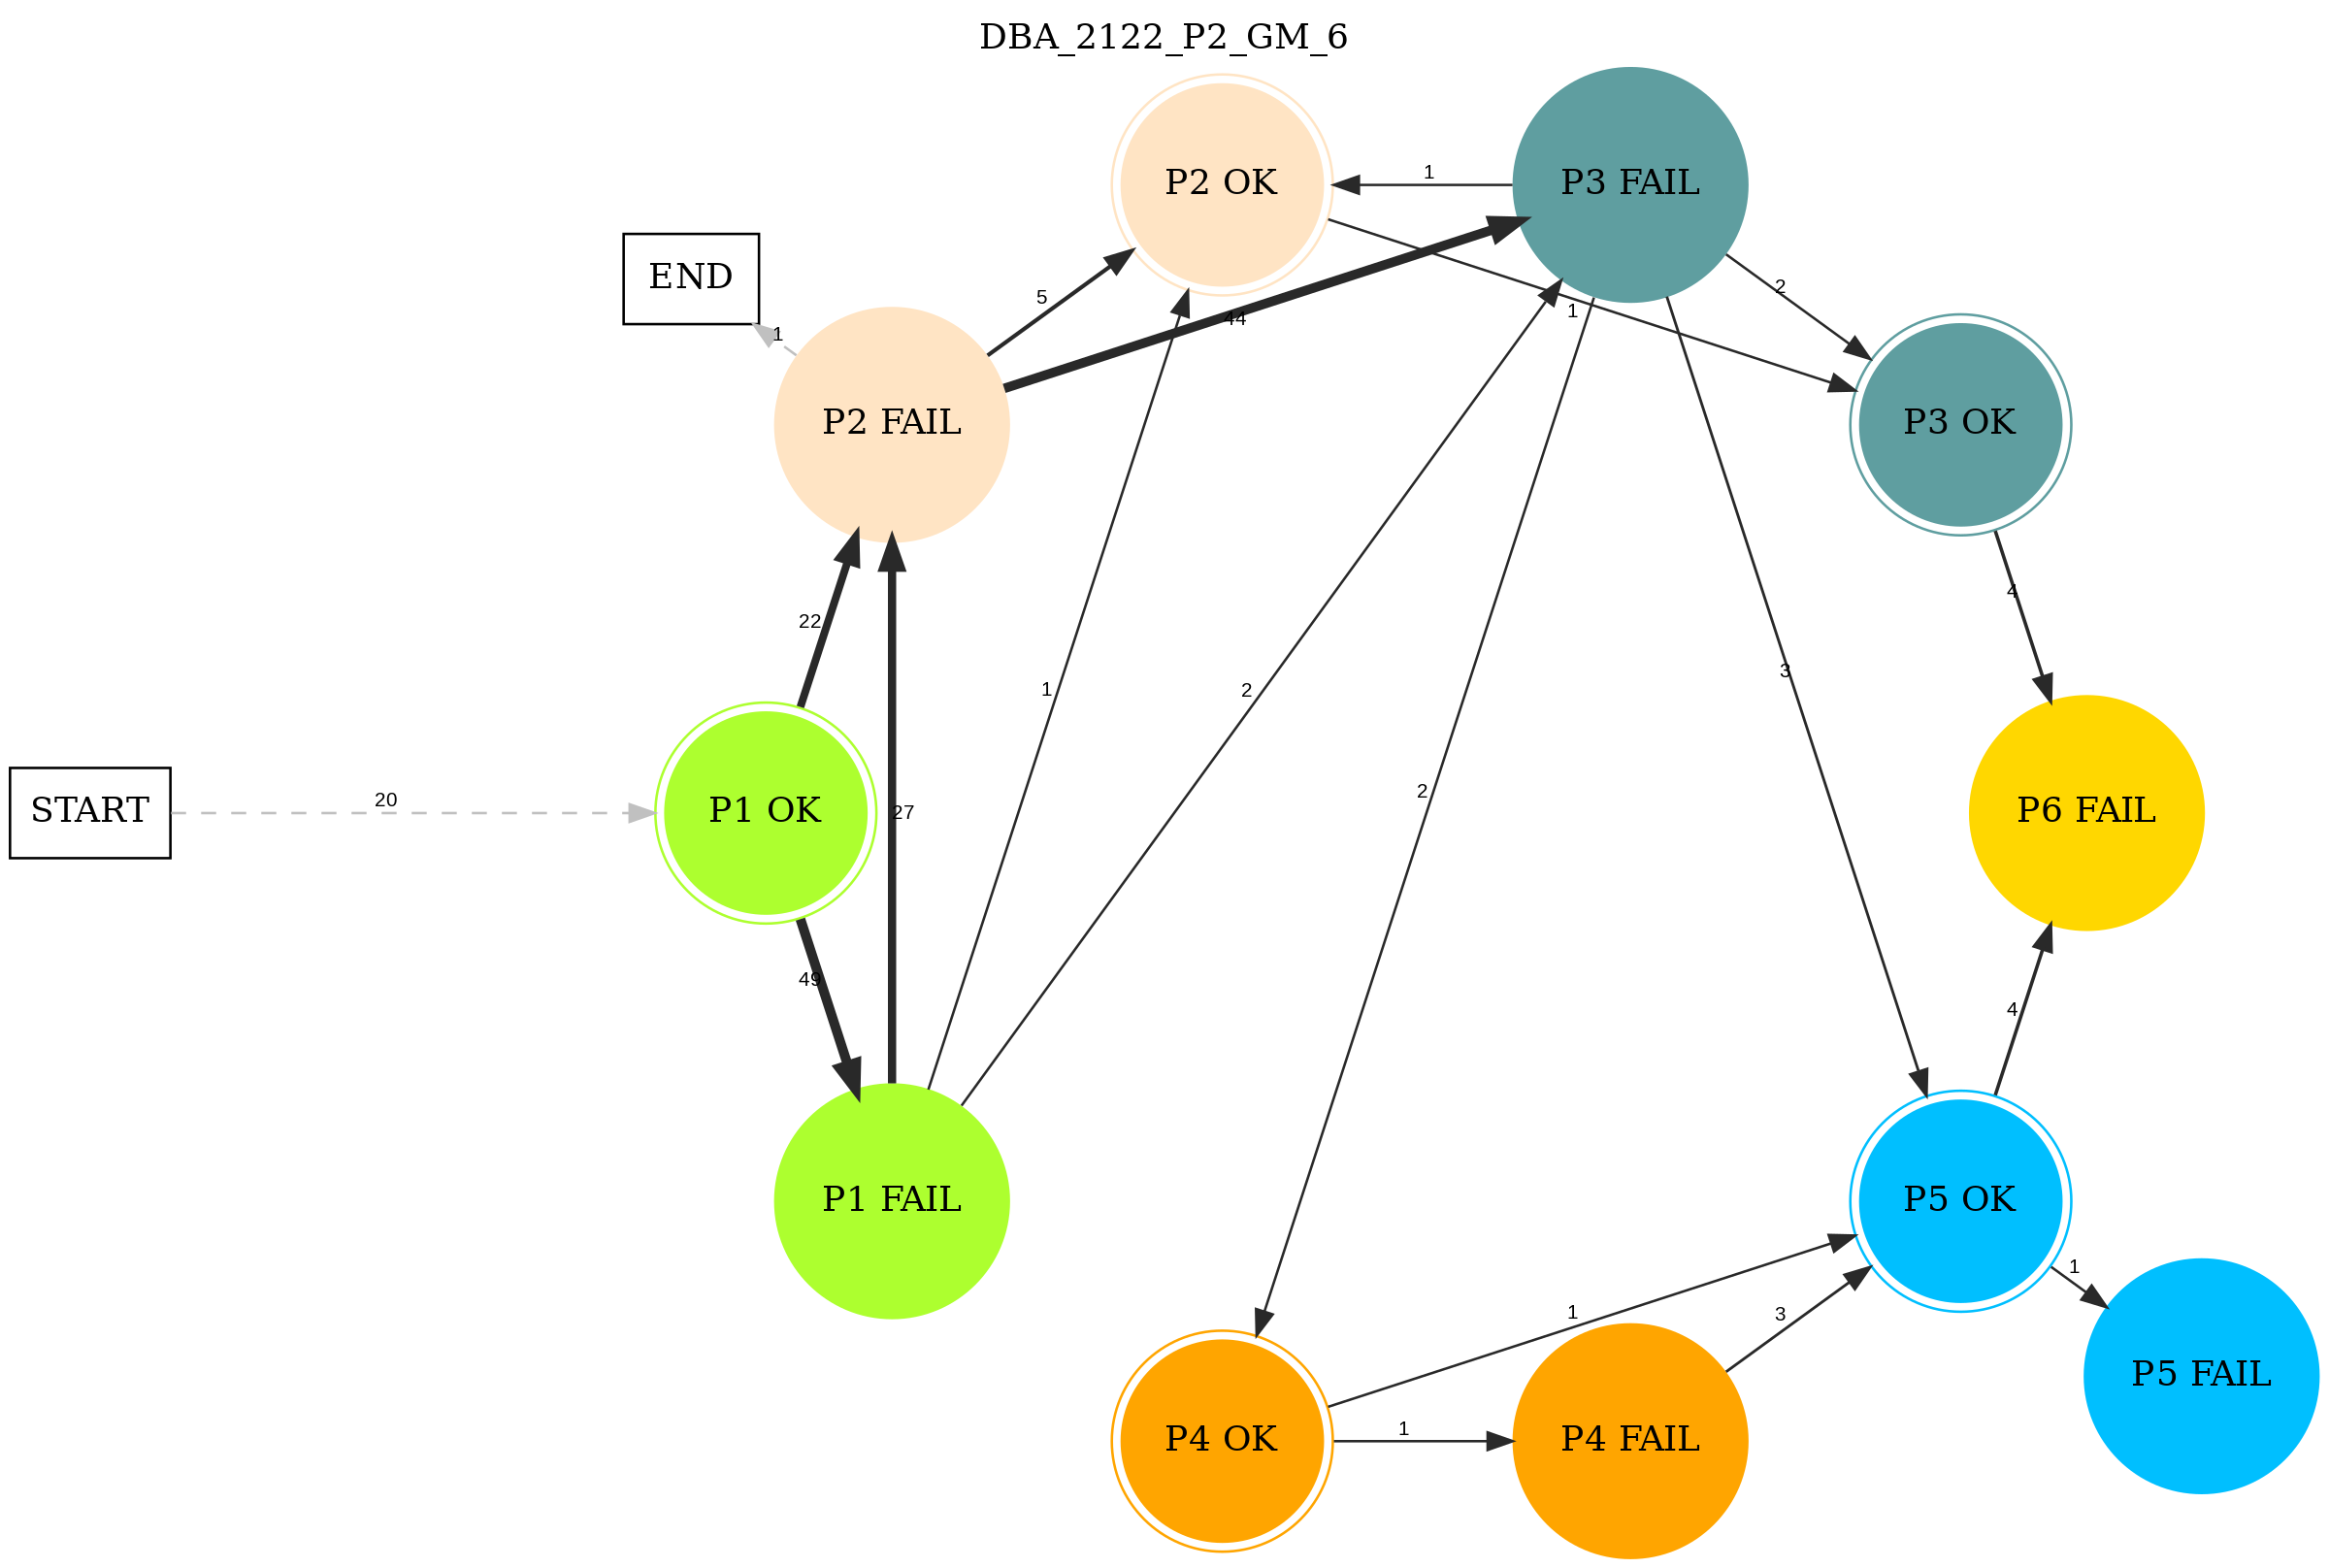 DBA_2122_P2_GM_6
P2 OK
P3 FAIL
1
END
5
2
1
44
1
P2 FAIL
P3 OK
4
22
3
1
2
2
START
20
P1 OK
27
P6 FAIL
49
4
P1 FAIL
P5 OK
1
1
3
P5 FAIL
1
P4 OK
P4 FAIL